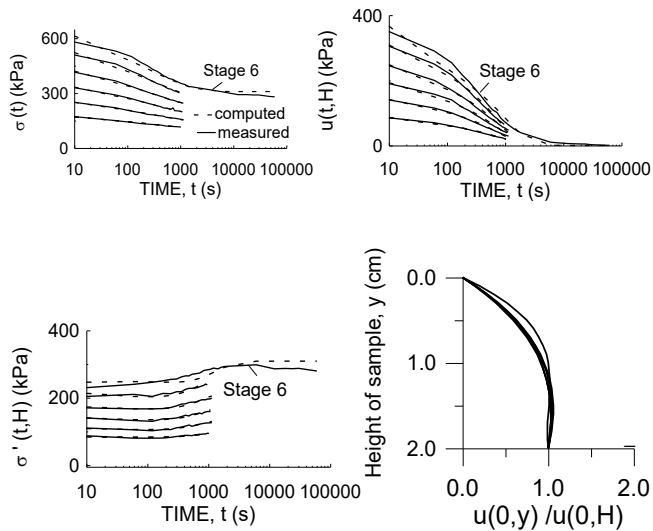 600
400
σ (t) (kPa)
u(t,H) (kPa)
Stage 6
Stage 6
300
200
computed
measured
0
0
10 100 1000 10000 100000
10 100 1000 10000 100000
TIME, t (s)
TIME, t (s)
400
σ ' (t,H) (kPa)
200
Stage 6
0
10 100 1000 10000 100000
TIME, t (s)
Height of sample, y (cm)
0.0
1.0
2.0
0.0 1.0 2.0
u(0,y) /u(0,H)